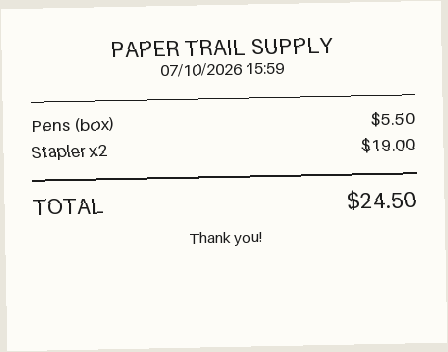 PAPER TRAIL SUPPLY
07/10/2026 15:59
Pens (box) $5.50
Stapler x2 $19.00
TOTAL $24.50
Thank you!